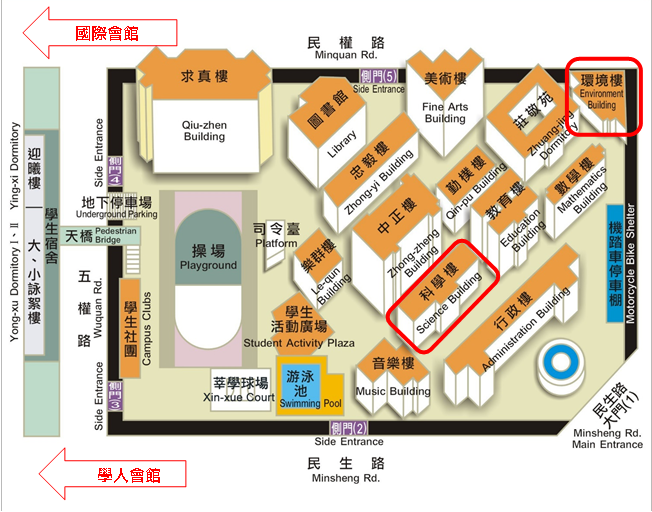 國際會館
民 權 路
Minquan Rd.
側門(5)
Side Entrance
求真樓
Qiu-zhen
Building
圖書館
Library
美術樓
Fine Arts
Building
莊敬苑
Zhuang-jing
Dormitory
環境樓
Environment
Building
忠毅樓
Zhong-yi Building
勤樸樓
Qin-pu Building
教育樓
Education
Building
數學樓
Mathematics
Building
中正樓
Zhong-zheng
Building
科學樓
Science Building
行政樓
Administration Building
機踏車停車棚
Motorcycle Bike Shelter
Side Entrance
側門4
地下停車場
Underground Parking
天橋
Pedestrian
Bridge
Ying-xi Dormitory
Yong-xu Dormitory I、II
迎曦樓
大、小詠絮樓
學生宿舍
五 權 路
Wuquan Rd.
學生社團
Campus Clubs
Side Entrance
側門3
操場
Playground
司令臺
Platform
樂群樓
Le-qun
Building
學生
活動廣場
Student Activity Plaza
莘學球場
Xin-xue Court
游泳
池
Swimming Pool
音樂樓
Music Building
側門(2)
Side Entrance
民 生 路
Minsheng Rd.
民生路
大門(1)
Minsheng Rd.
Main Entrance
學人會館